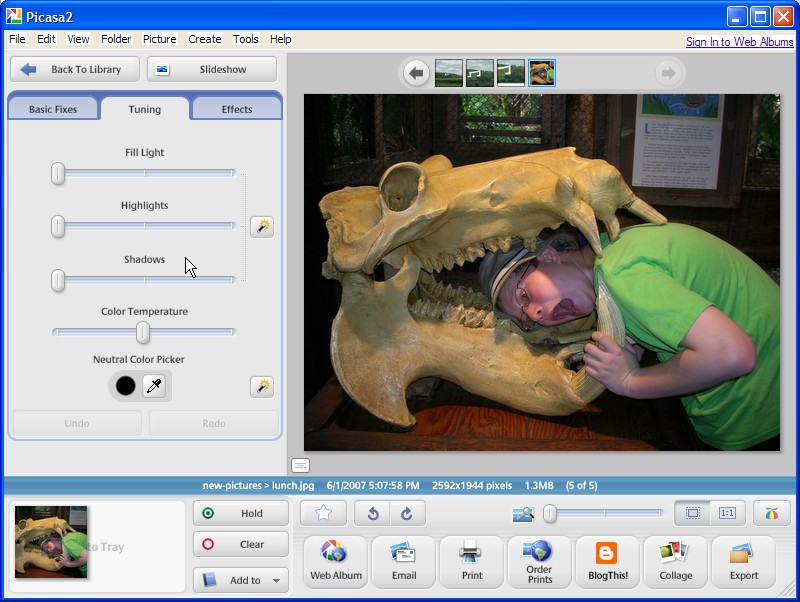 Picasa2
File Edit View Folder Picture Create Tools Help
Sign In to Web Albums
Back To Library
Slideshow
Basic Fixes
Tuning
Effects
Fill Light
Highlights
Shadows
Color Temperature
Neutral Color Picker
Undo
Redo
new-pictures > lunch.jpg 6/1/2007 5:07:58 PM 2592x1944 pixels 1.3MB (5 of 5)
to Tray
Hold
Clear
Add to
1:1
Web Album
Email
Print
Order
Prints
BlogThis!
Collage
Export